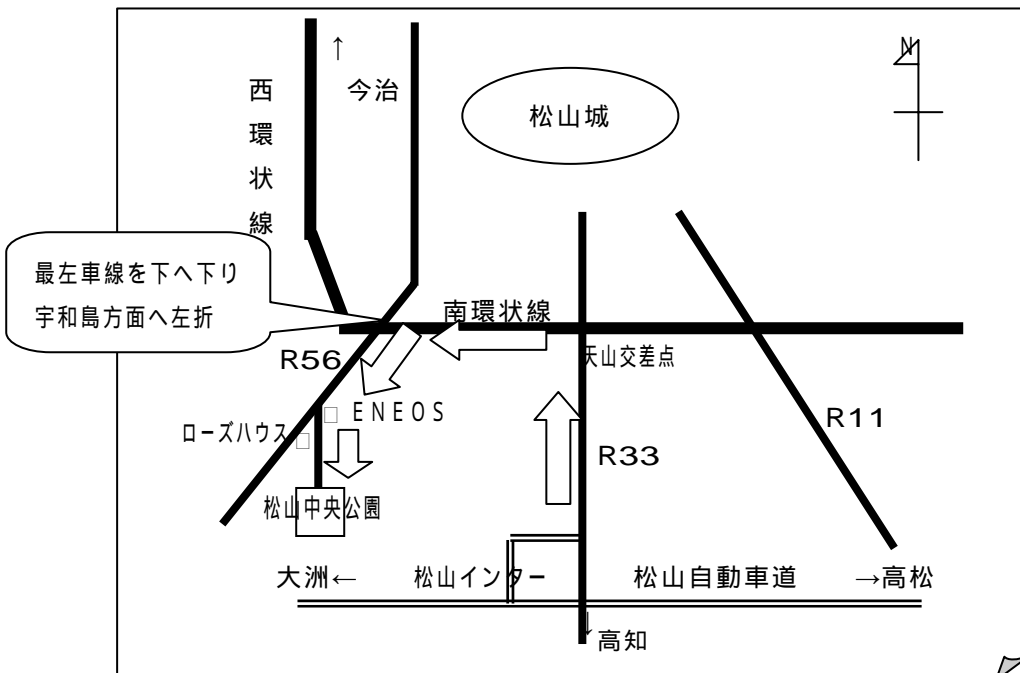 ↑
今治
西環状線
N
松山城
最左車線を下へ下り
宇和島方面へ左折
南環状線
天山交差点
R56
ENEOS
ローズハウス
R11
R33
松山中央公園
大洲←
松山インター
松山自動車道
→高松
↓高知